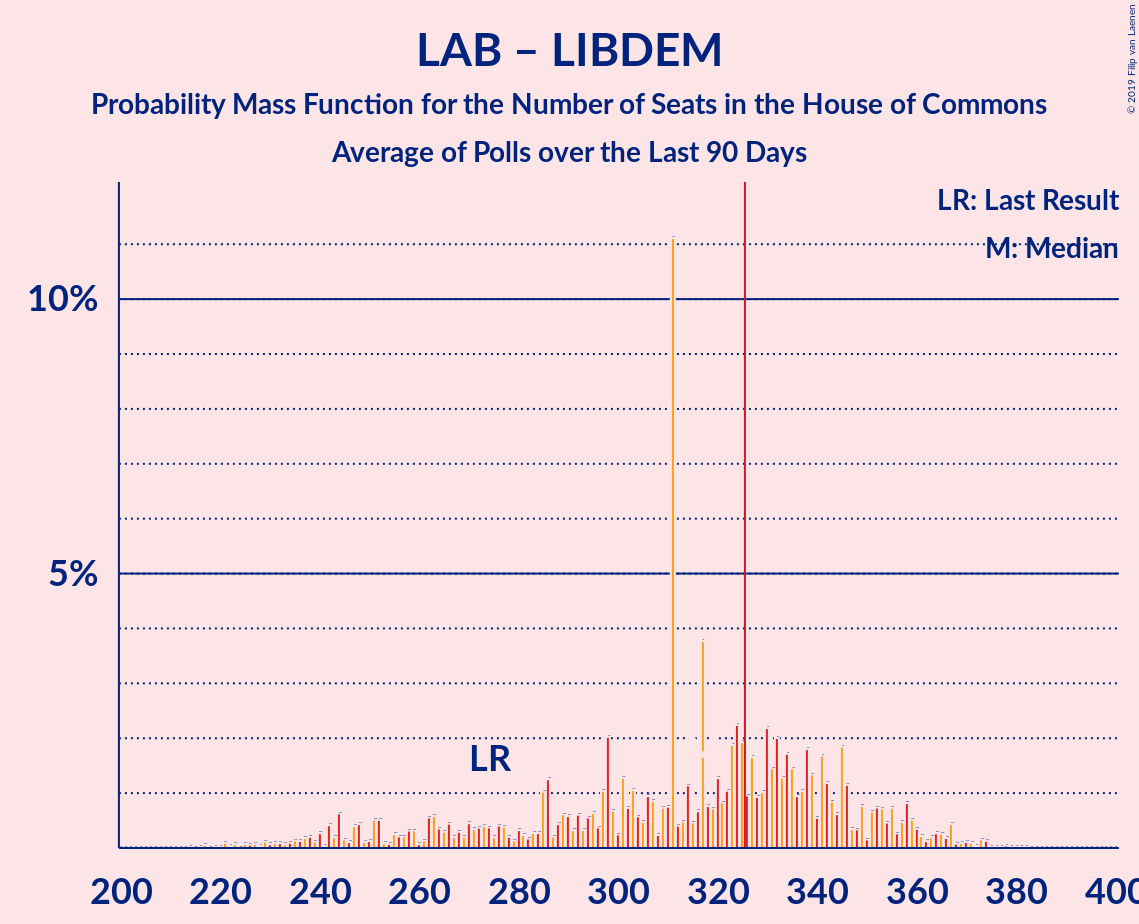 LAB – LIBDEM
Probability Mass Function for the Number of Seats in the House of Commons
Average of Polls over the Last 90 Days
© 2019 Filip van Laenen
LR: Last Result
M: Median
10%
5%
LR
200 220 240 260 280 300 320 340 360 380 400